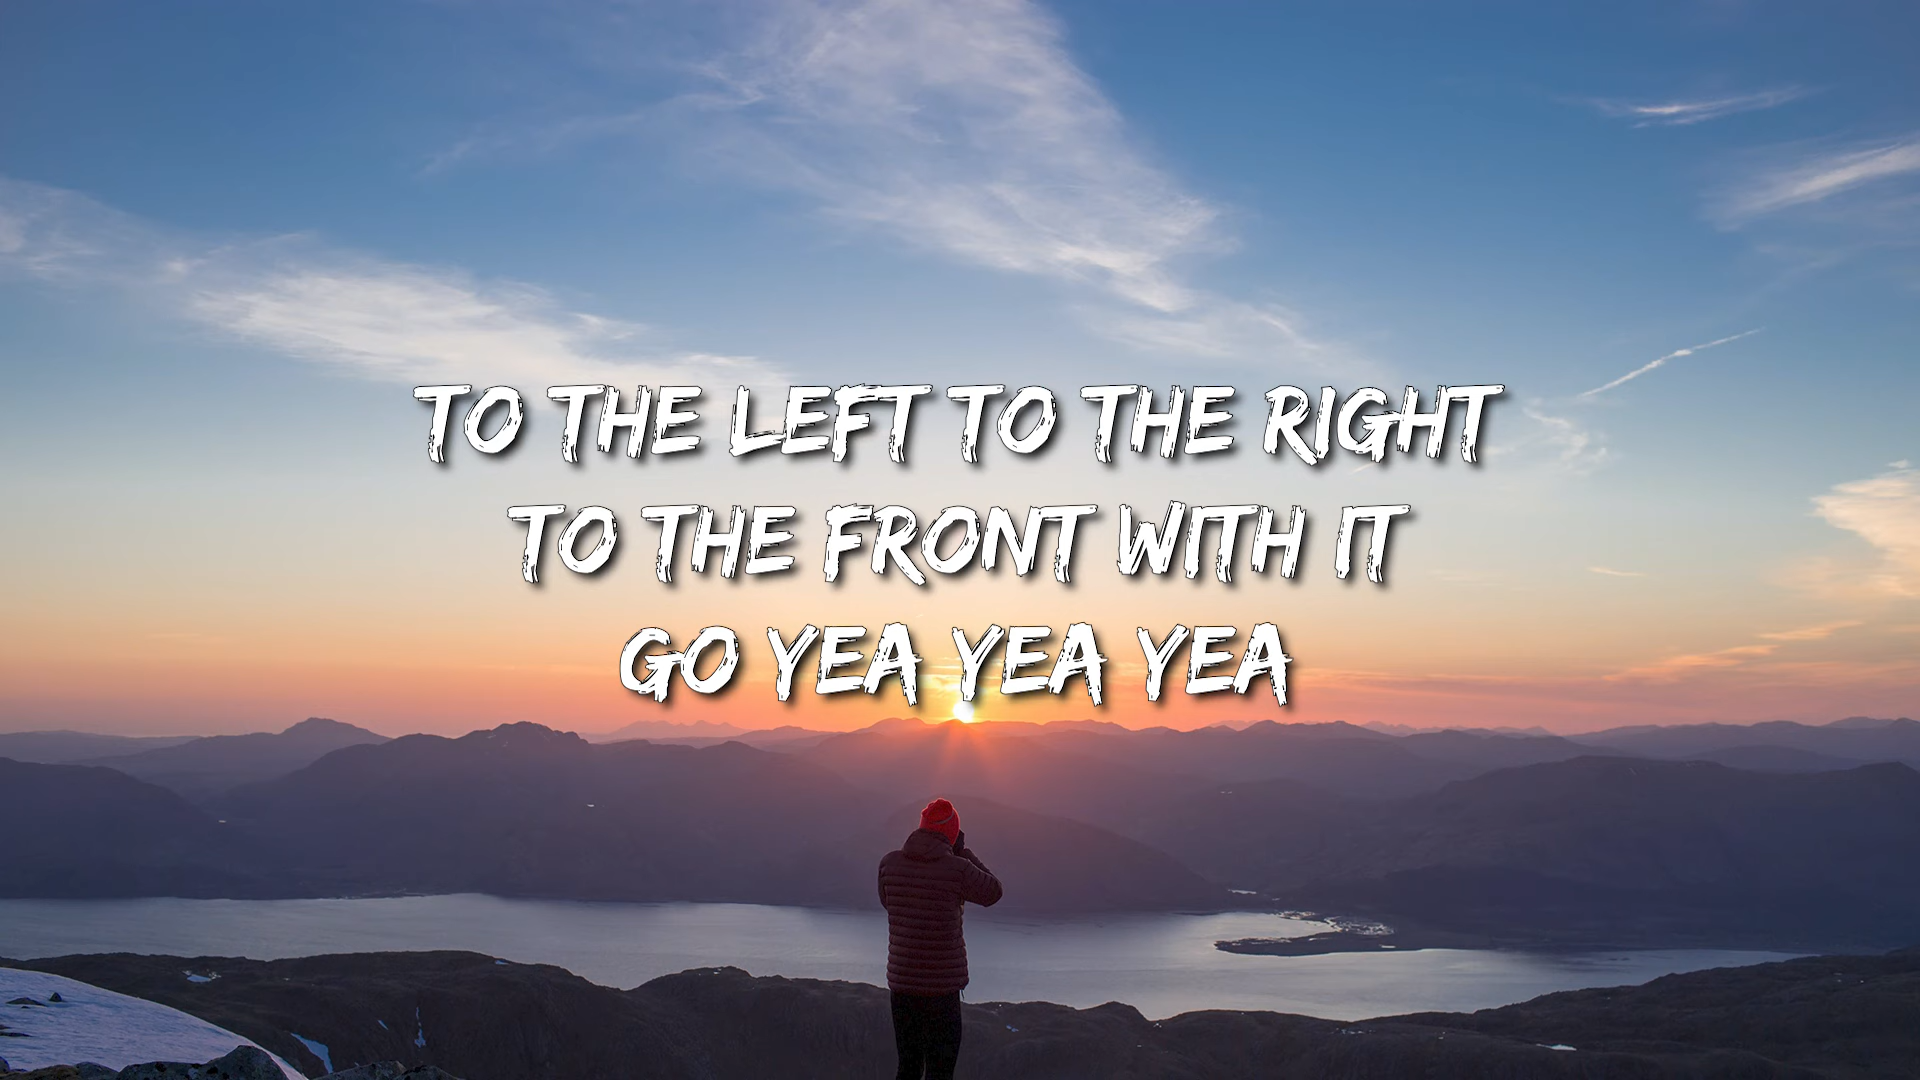 TO THE LEFT TO THE RIGHT
TO THE FRONT WITH IT
GO YEA YEA YEA